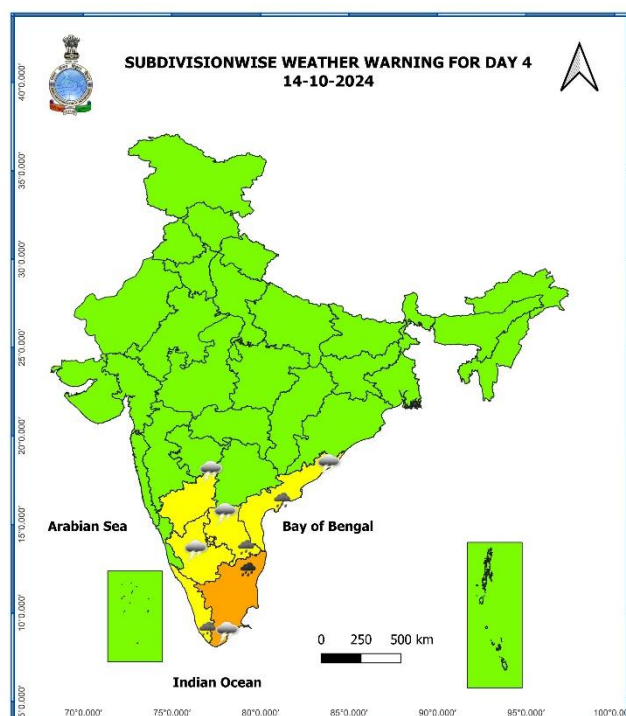 SUBDIVISIONWISE WEATHER WARNING FOR DAY 4
14-10-2024
40°0.000'
35°0.000'
30°0.000'
25°0.000'
20°0.000'
15°0.000'
10°0.000'
5°0.000'
Arabian Sea
Bay of Bengal
0 250 500 km
Indian Ocean
70°0.000' 75°0.000' 80°0.000' 85°0.000' 90°0.000' 95°0.000' 100°0.0